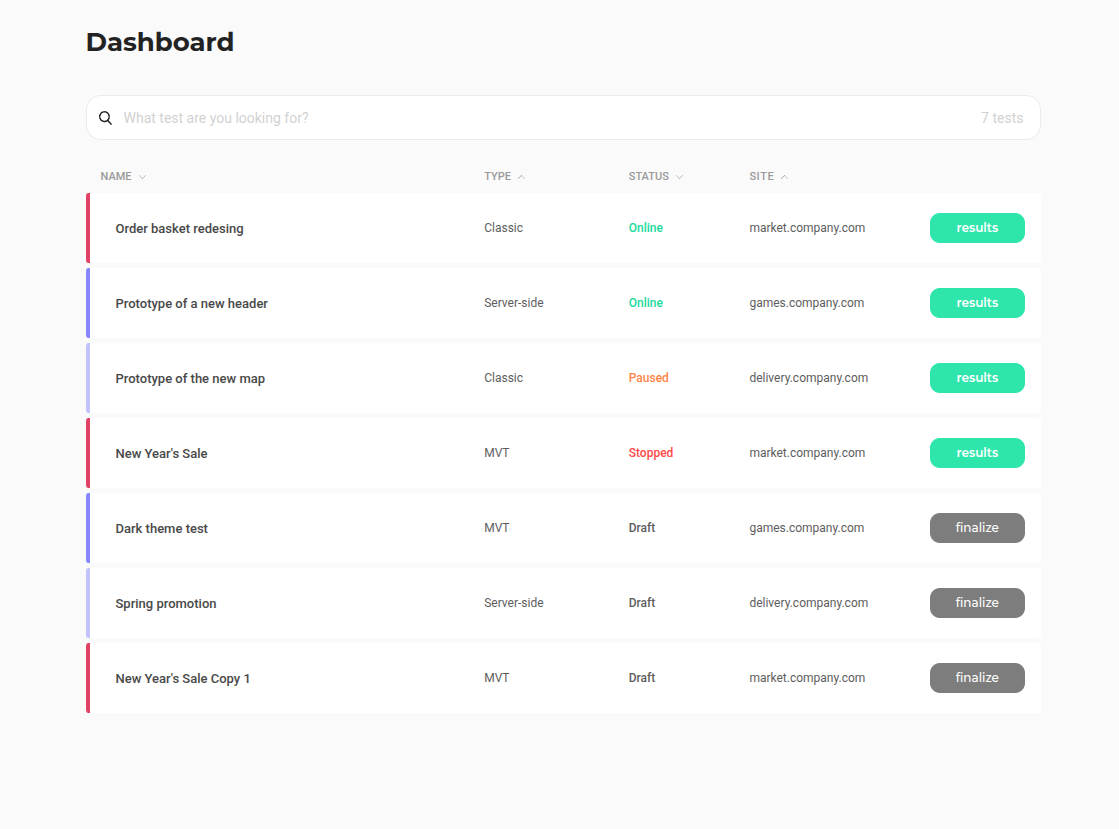 Dashboard
What test are you looking for? 7 tests
NAME TYPE STATUS SITE
Order basket redesing Classic Online market.company.com results
Prototype of a new header Server-side Online games.company.com results
Prototype of the new map Classic Paused delivery.company.com results
New Year's Sale MVT Stopped market.company.com results
Dark theme test MVT Draft games.company.com finalize
Spring promotion Server-side Draft delivery.company.com finalize
New Year's Sale Copy 1 MVT Draft market.company.com finalize